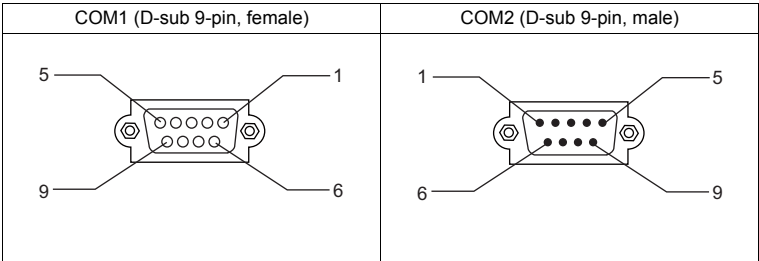 COM1 (D-sub 9-pin, female)
COM2 (D-sub 9-pin, male)
5 1
9 6
1 5
6 9